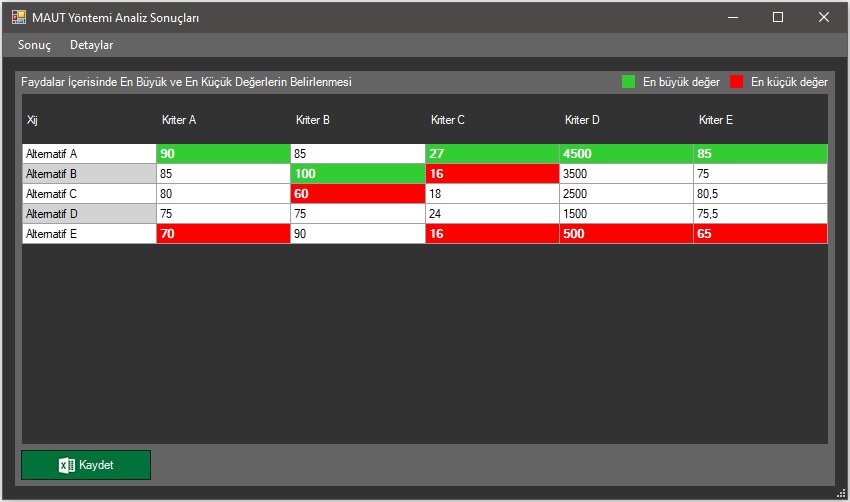 MAUT Yöntemi Analiz Sonuçları
Sonuç Detaylar
Faydalar İçerisinde En Büyük ve En Küçük Değerlerin Belirlenmesi En büyük değer En küçük değer
Xij Kriter A Kriter B Kriter C Kriter D Kriter E
Alternatif A 90 85 27 4500 85
Alternatif B 85 100 16 3500 75
Alternatif C 80 60 18 2500 80,5
Alternatif D 75 75 24 1500 75,5
Alternatif E 70 90 16 500 65
Kaydet